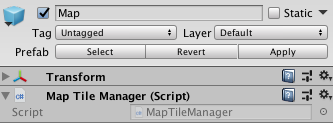 Map Static
Tag Untagged Layer Default
Prefab Select Revert Apply
Transform
C# Map Tile Manager (Script)
Script MapTileManager